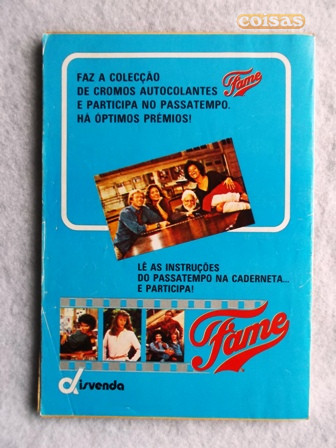 coisas
FAZ A COLECÇÃO
DE CROMOS AUTOCOLANTES Fame
E PARTICIPA NO PASSATEMPO.
HÁ ÓPTIMOS PRÉMIOS!
LÊ AS INSTRUÇÕES
DO PASSATEMPO NA CADERNETA...
E PARTICIPA!
Fame
disvenda